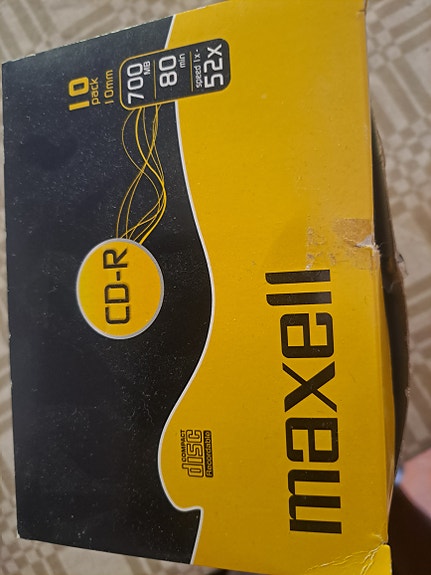 10
pack
10mm
700
MB
80
min
speed 1x-
52x
CD-R
COMPACT
disc
Recordable
maxell